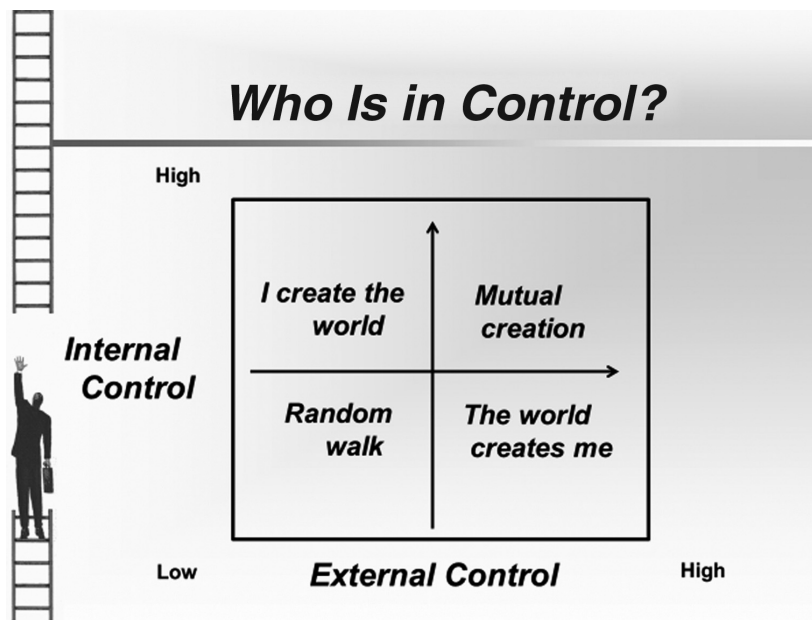 Who Is in Control?
High
I create the
world
Mutual
creation
Internal
Control
Random
walk
The world
creates me
Low
External Control
High